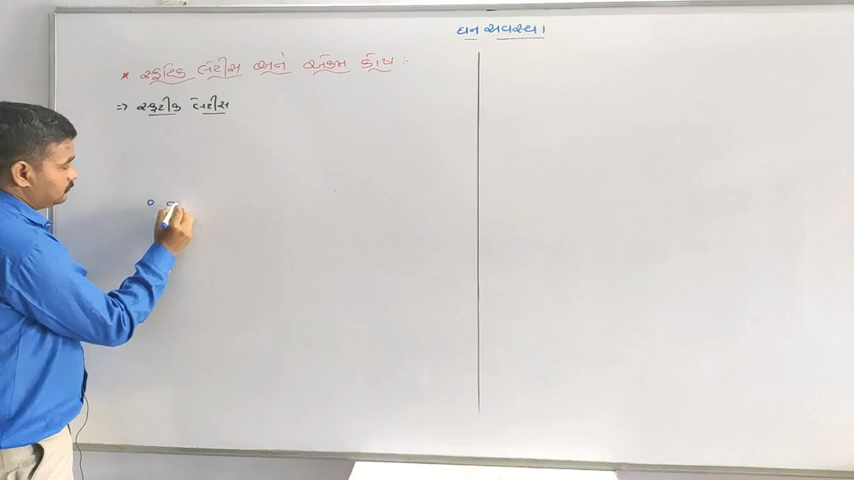 ઘન અવસ્થા
* સ્ફટિક લેટીસ અને એકમ કોષ :-
⇒ સ્ફટીક લેટીસ